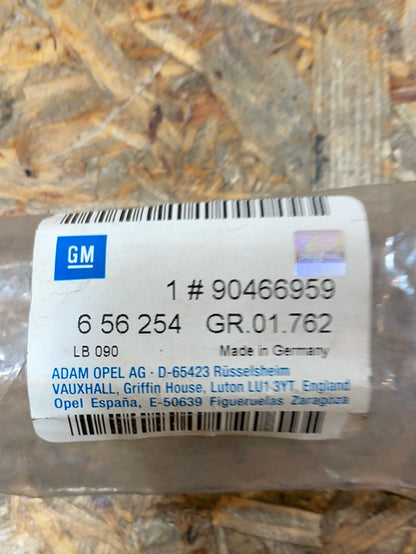 GM
1 # 90466959
6 56 254 GR.01.762
LB 090 Made in Germany
ADAM OPEL AG · D-65423 Rüsselsheim
VAUXHALL, Griffin House, Luton LU1 3YT, England
Opel España, E-50639 Figueruelas Zaragoza